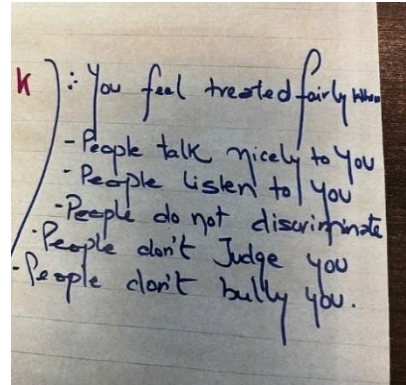 K ) : You feel treated fairly when
- People talk nicely to you
- People listen to you
- People do not discriminate
- People don't Judge you
- People don't bully you.